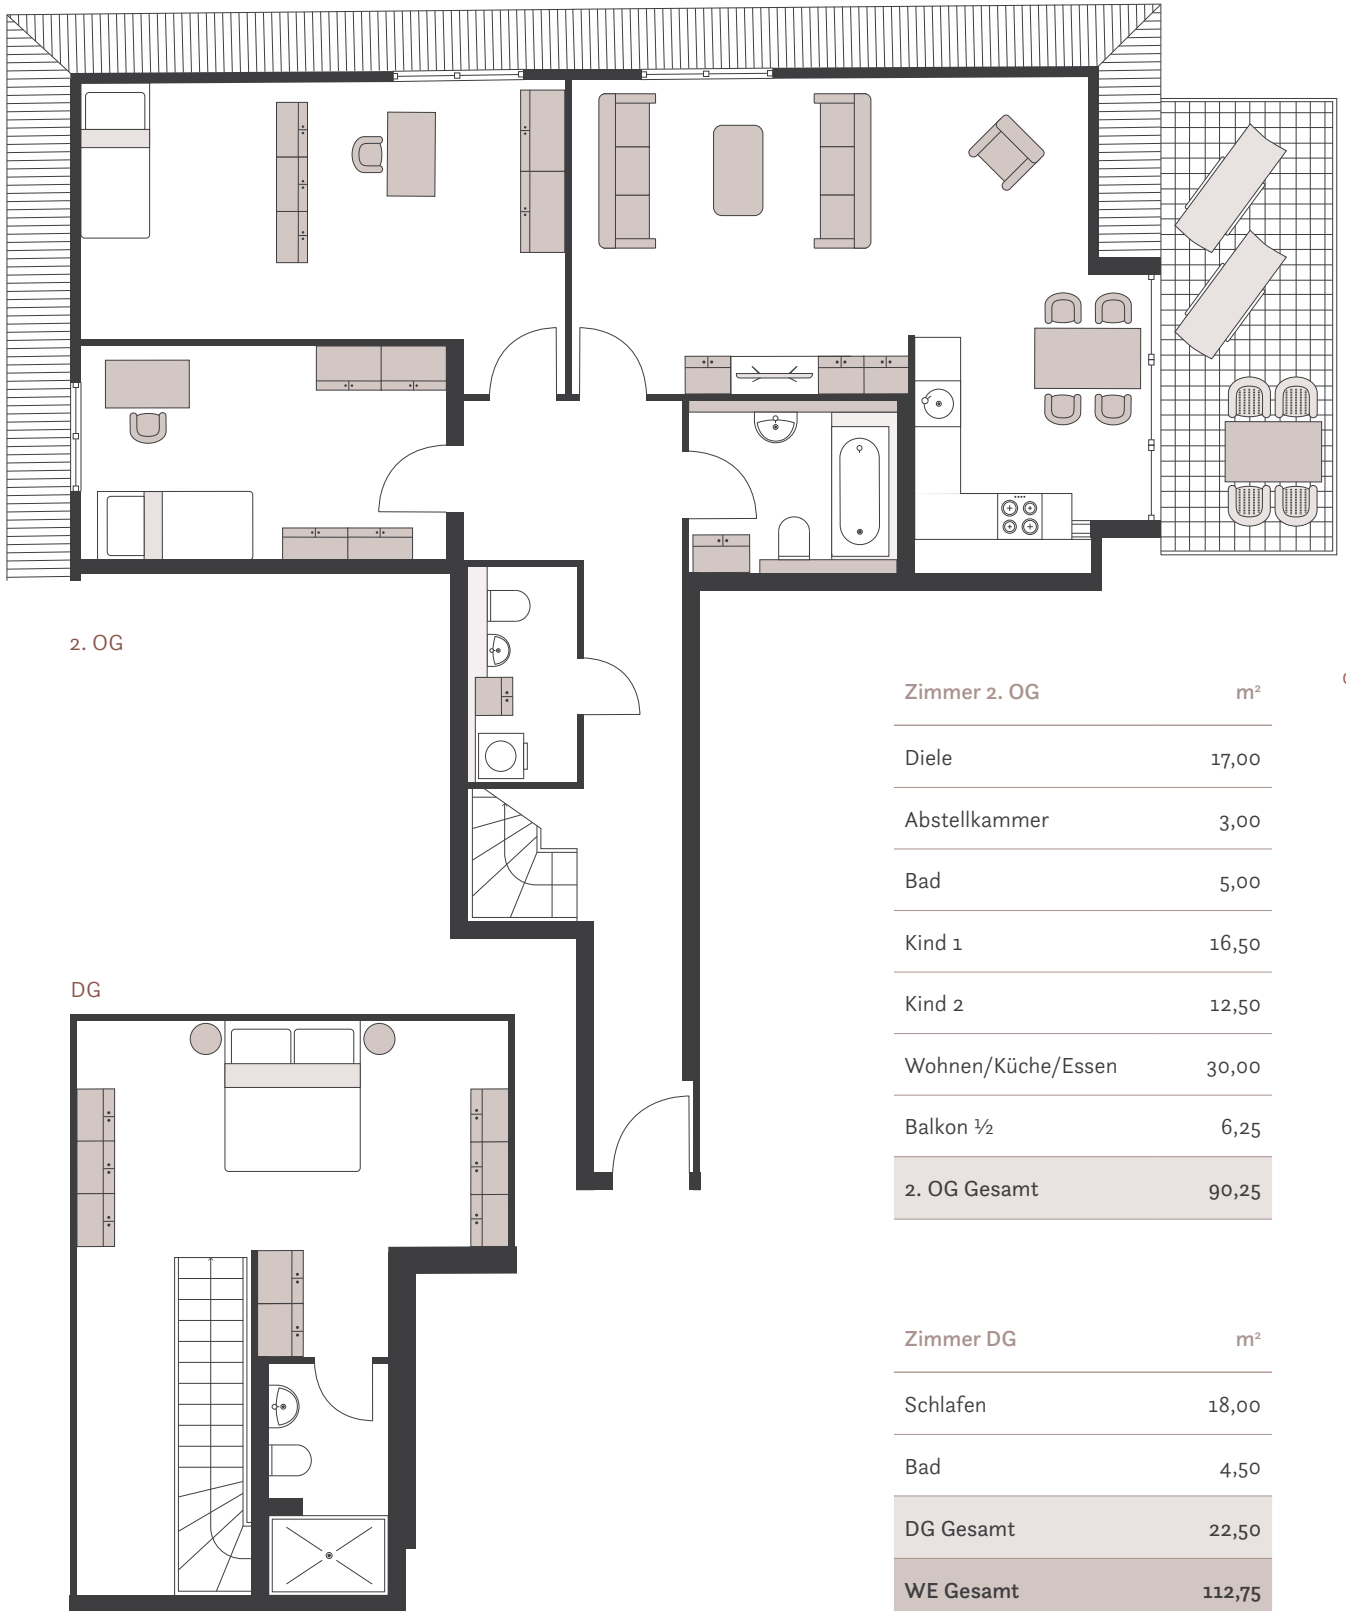 2. OG
Zimmer 2. OG m²
Diele 17,00
Abstellkammer 3,00
Bad 5,00
Kind 1 16,50
Kind 2 12,50
Wohnen/Küche/Essen 30,00
Balkon ½ 6,25
2. OG Gesamt 90,25
DG
Zimmer DG m²
Schlafen 18,00
Bad 4,50
DG Gesamt 22,50
WE Gesamt 112,75